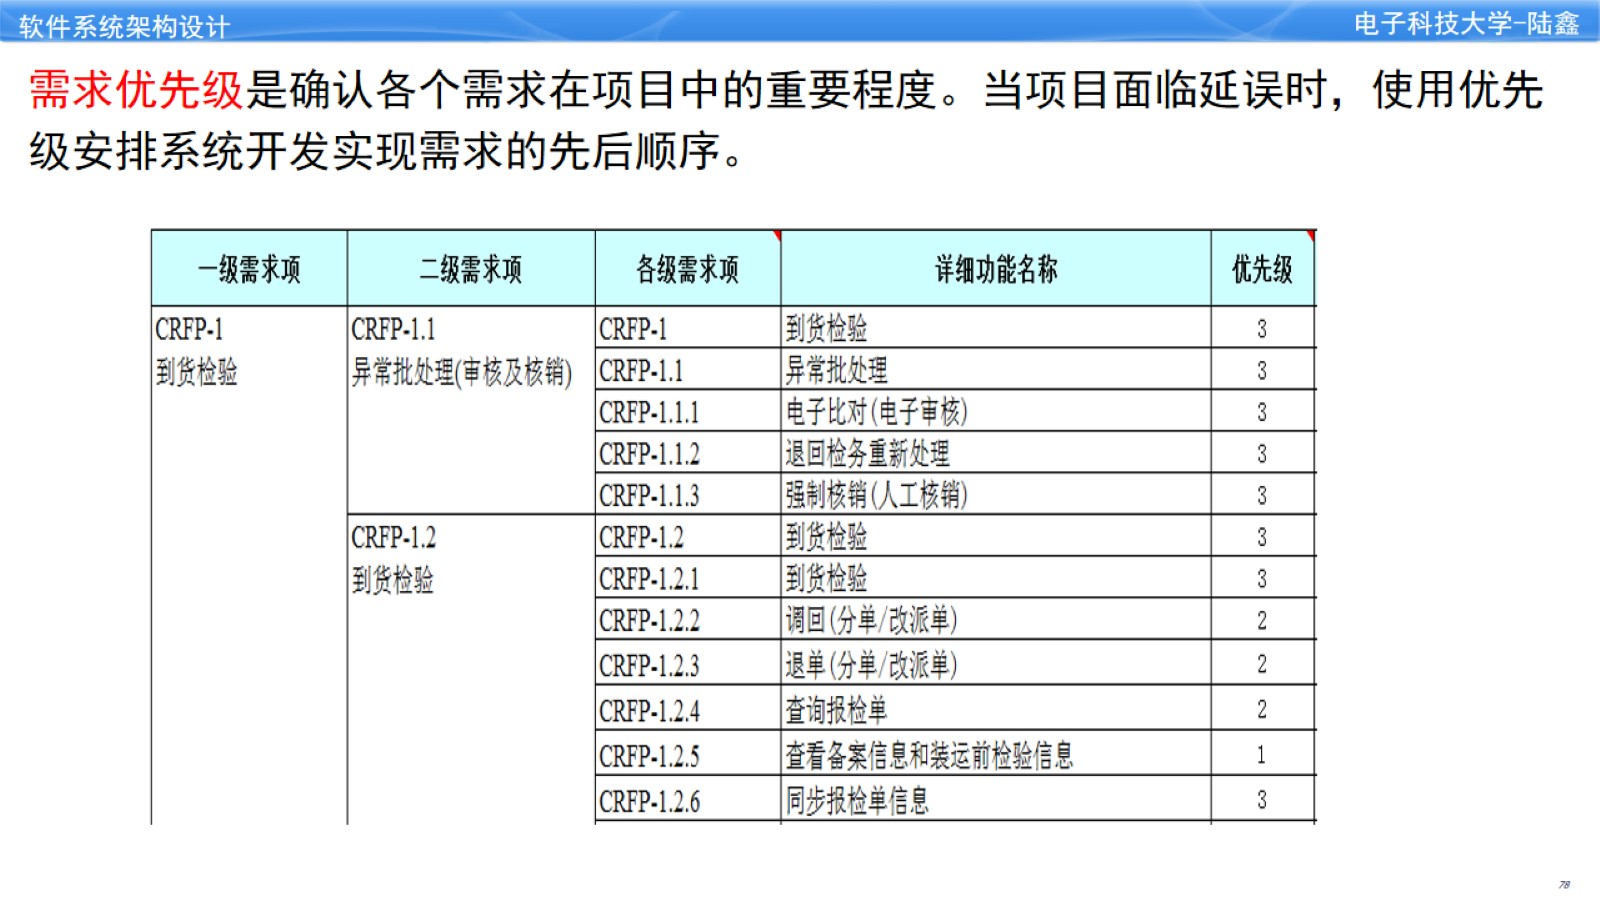 软件系统架构设计
电子科技大学-陆鑫
需求优先级是确认各个需求在项目中的重要程度。当项目面临延误时，使用优先
级安排系统开发实现需求的先后顺序。
一级需求项 二级需求项 各级需求项 详细功能名称 优先级
CRFP-1 CRFP-1.1 CRFP-1 到货检验 3
到货检验 异常批处理(审核及核销) CRFP-1.1 异常批处理 3
CRFP-1.1.1 电子比对(电子审核) 3
CRFP-1.1.2 退回检务重新处理 3
CRFP-1.1.3 强制核销(人工核销) 3
CRFP-1.2 CRFP-1.2 到货检验 3
到货检验 CRFP-1.2.1 到货检验 3
CRFP-1.2.2 调回(分单/改派单) 2
CRFP-1.2.3 退单(分单/改派单) 2
CRFP-1.2.4 查询报检单 2
CRFP-1.2.5 查看备案信息和装运前检验信息 1
CRFP-1.2.6 同步报检单信息 3
78